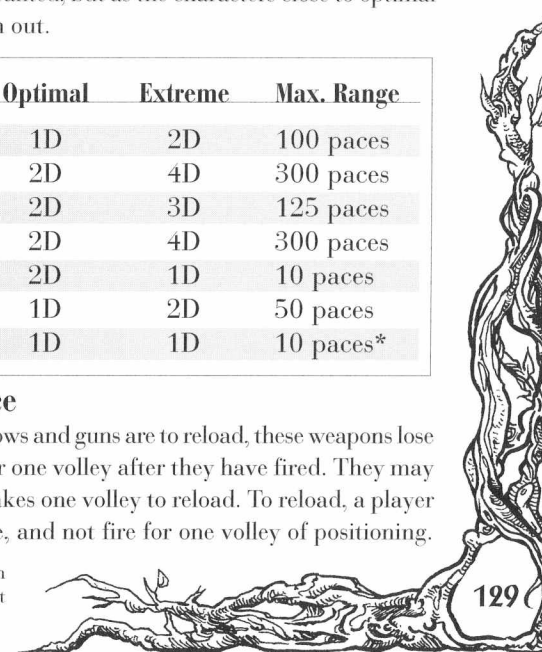 out.
Optimal Extreme Max. Range
1D 2D 100 paces
2D 4D 300 paces
2D 3D 125 paces
2D 4D 300 paces
2D 1D 10 paces
1D 2D 50 paces
1D 1D 10 paces*
and guns are to reload, these weapons lose
one volley after they have fired. They may
one volley to reload. To reload, a player
and not fire for one volley of positioning.
129